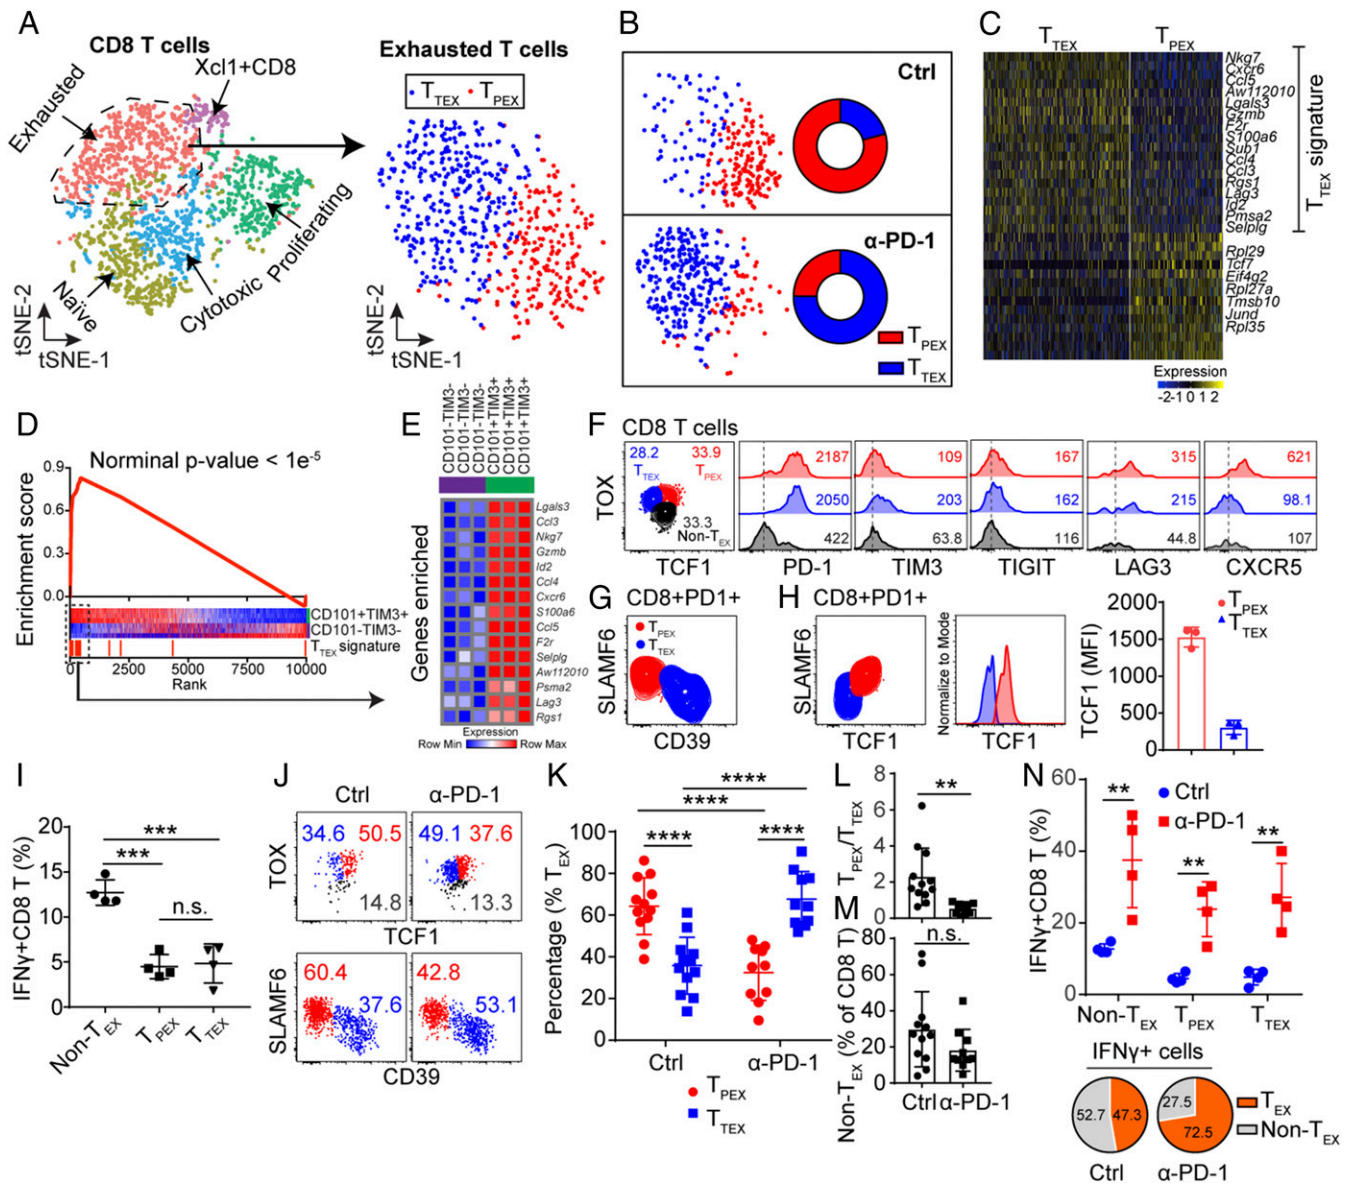 A
CD8 T cells
Xcl1+CD8
Exhausted
Naïve
Cytotoxic
Proliferating
tSNE-2
tSNE-1
Exhausted T cells
TTEX TPEX
tSNE-2
tSNE-1
B
Ctrl
α-PD-1
TPEX
TTEX
C
TTEX TPEX
Nkg7
Cxcr6
Ccl5
Aw112010
Lgals3
Gzmb
F2r
S100a6
Sub1
Ccl4
Ccl3
Rgs1
Lag3
Id2
Pmsa2
Selplg
Rpl29
Tcf7
Eif4g2
Rpl27a
Tmsb10
Jund
Rpl35
TTEX signature
Expression
-2-1 0 1 2
D
Norminal p-value < 1e-5
Enrichment score
0.9
0.6
0.3
0.0
CD101+TIM3+
CD101-TIM3-
TTEX signature
0 2500 5000 7500 10000
Rank
E
CD101-TIM3-
CD101-TIM3-
CD101-TIM3-
CD101+TIM3+
CD101+TIM3+
CD101+TIM3+
Genes enriched
Lgals3
Ccl3
Nkg7
Gzmb
Id2
Ccl4
Cxcr6
S100a6
Ccl5
F2r
Selplg
Aw112010
Psma2
Lag3
Rgs1
Expression
Row Min Row Max
F
CD8 T cells
28.2 33.9
TTEX TPEX
33.3
Non-TEX
TOX
TCF1
2187
2050
422
PD-1
109
203
63.8
TIM3
167
162
116
TIGIT
315
215
44.8
LAG3
621
98.1
107
CXCR5
G
CD8+PD1+
TPEX
TTEX
SLAMF6
CD39
H
CD8+PD1+
SLAMF6
TCF1
Normalize to Mode
TCF1
TCF1 (MFI)
2000
1500
1000
500
0
TPEX
TTEX
I
IFNγ+CD8 T (%)
20
15
10
5
0
***
***
n.s.
Non-TEX TPEX TTEX
J
Ctrl α-PD-1
34.6 50.5 49.1 37.6
14.8 13.3
TOX
TCF1
60.4 42.8
37.6 53.1
SLAMF6
CD39
K
Percentage (% TEX)
100
80
60
40
20
0
****
****
**** ****
Ctrl α-PD-1
TPEX
TTEX
L
TPEX/TTEX
8
6
4
2
0
**
M
Non-TEX (% of CD8 T)
80
60
40
20
0
n.s.
Ctrl α-PD-1
N
IFNγ+CD8 T (%)
60
40
20
0
Ctrl
α-PD-1
**
**
**
Non-TEX TPEX TTEX
IFNγ+ cells
52.7 47.3
27.5
72.5
TEX
Non-TEX
Ctrl α-PD-1